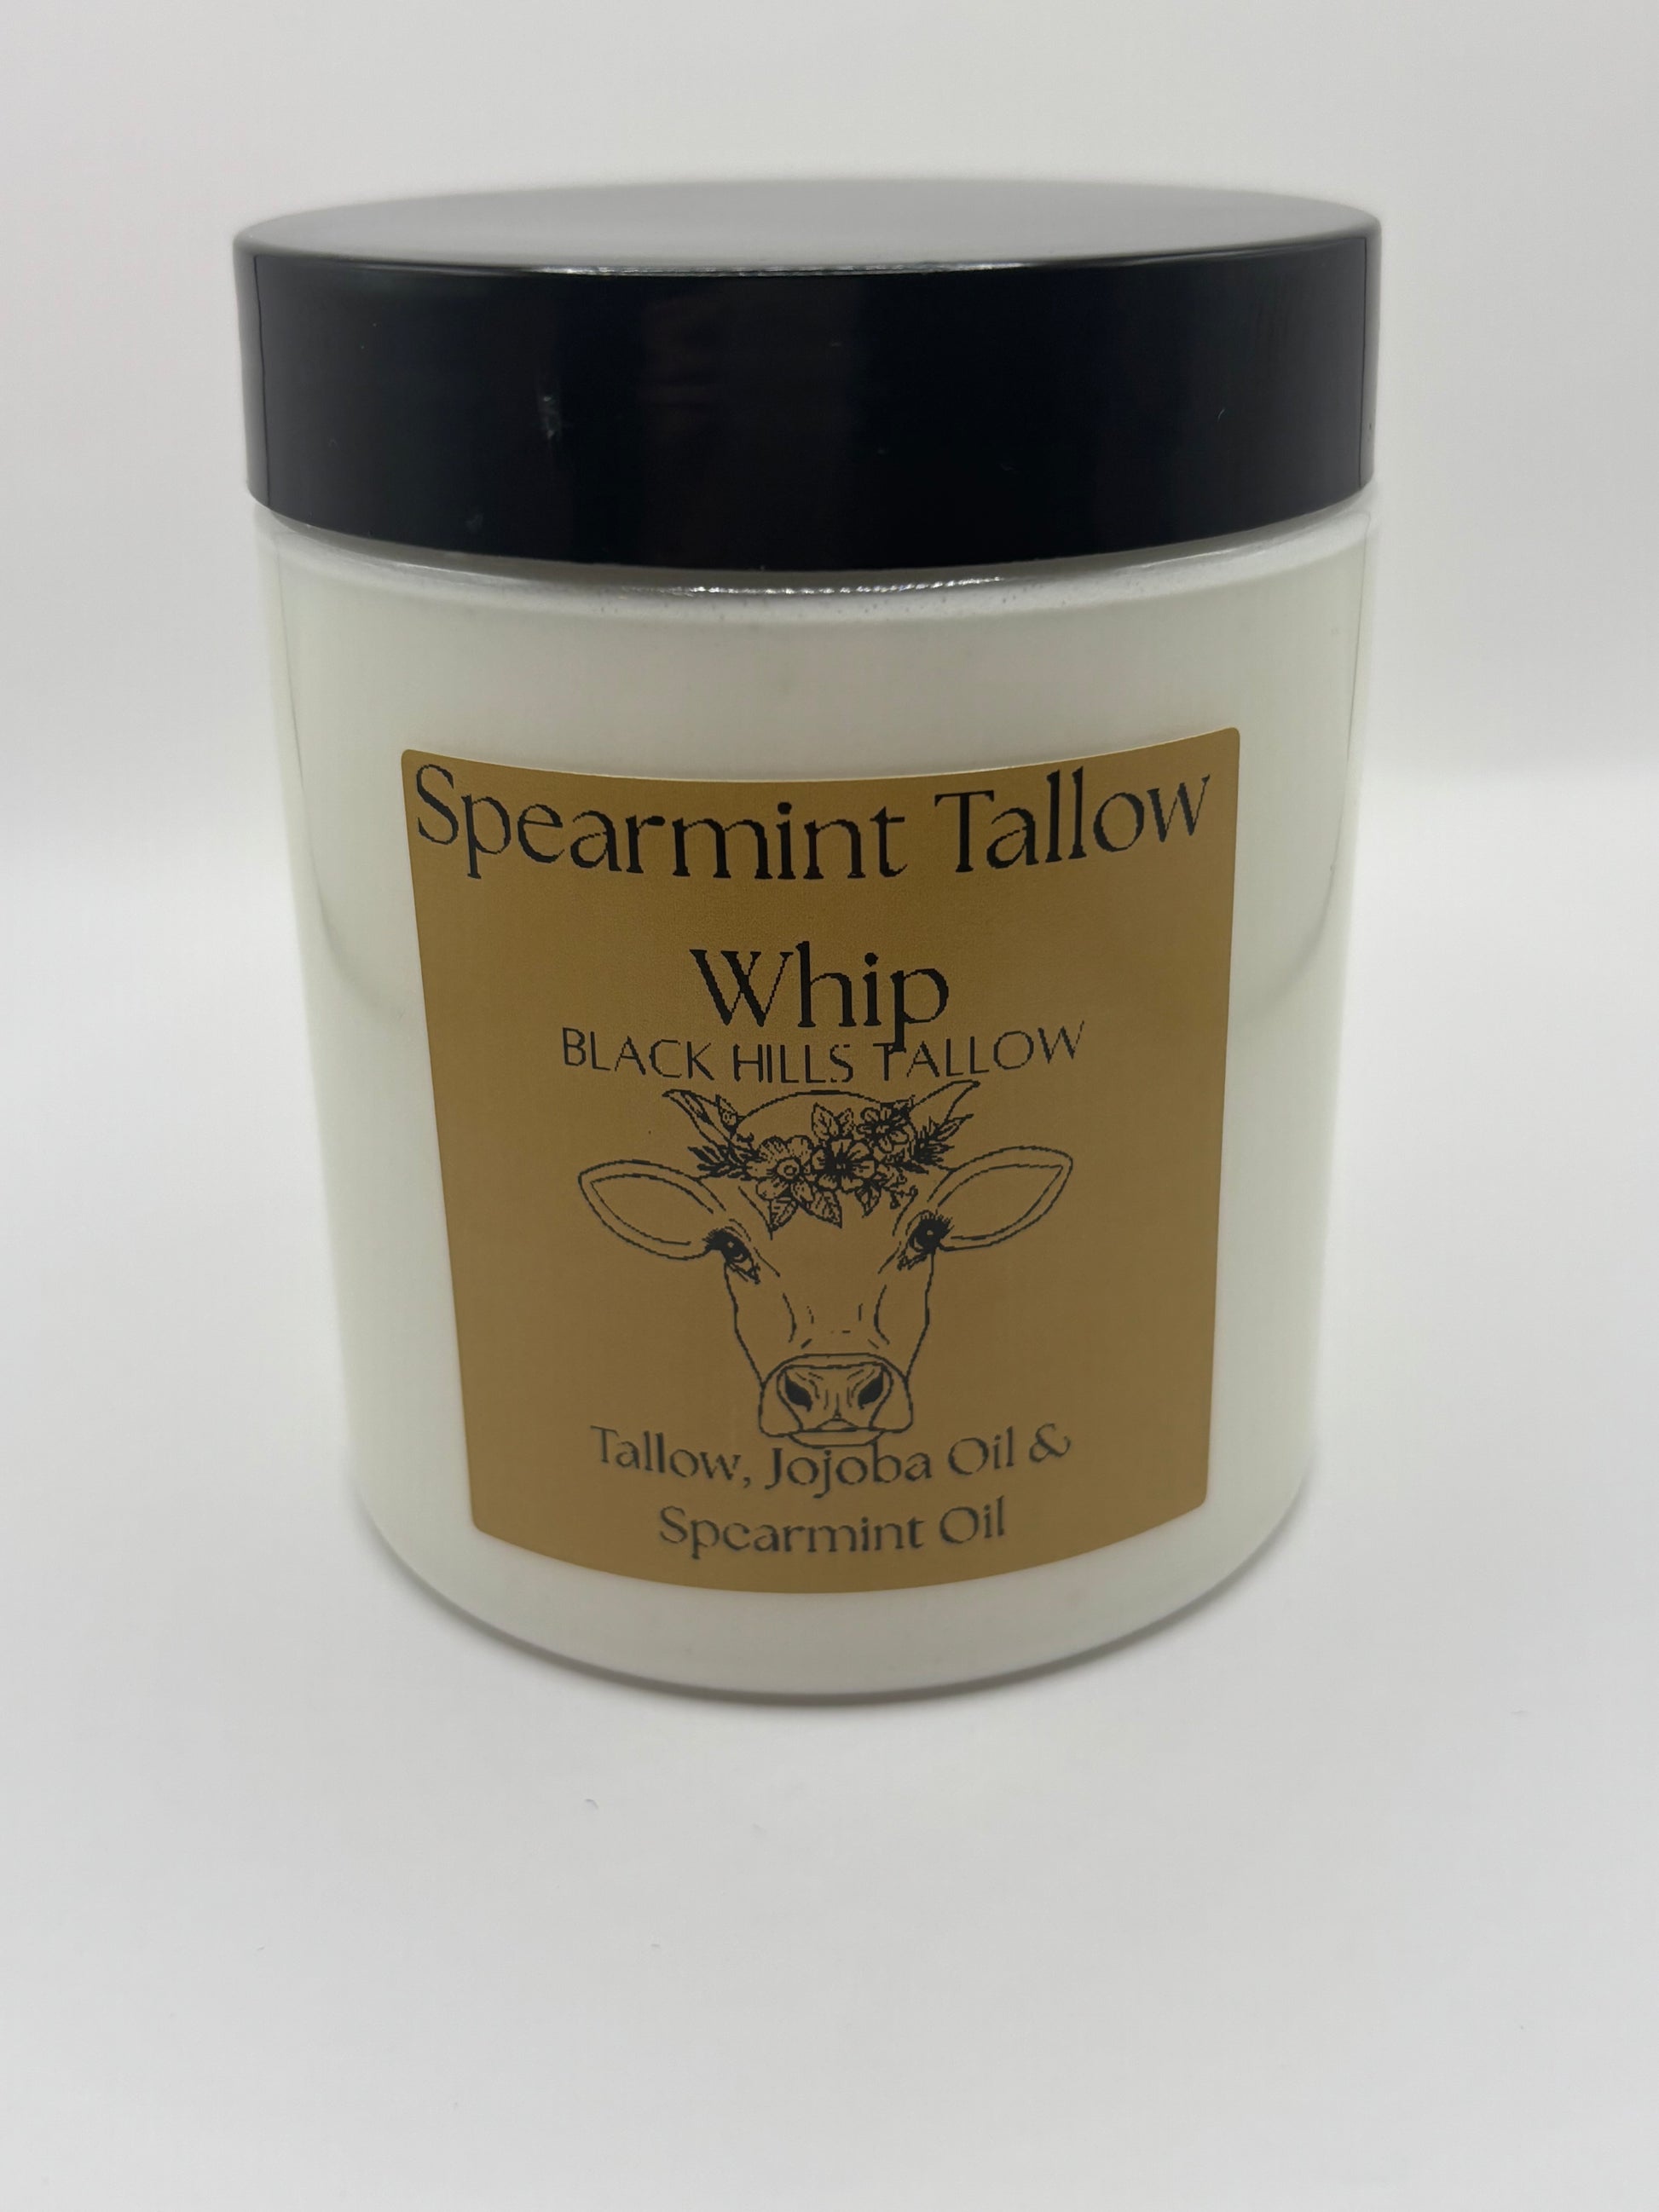 Spearmint Tallow
Whip
BLACK HILLS TALLOW
Tallow, Jojoba Oil &
Spearmint Oil